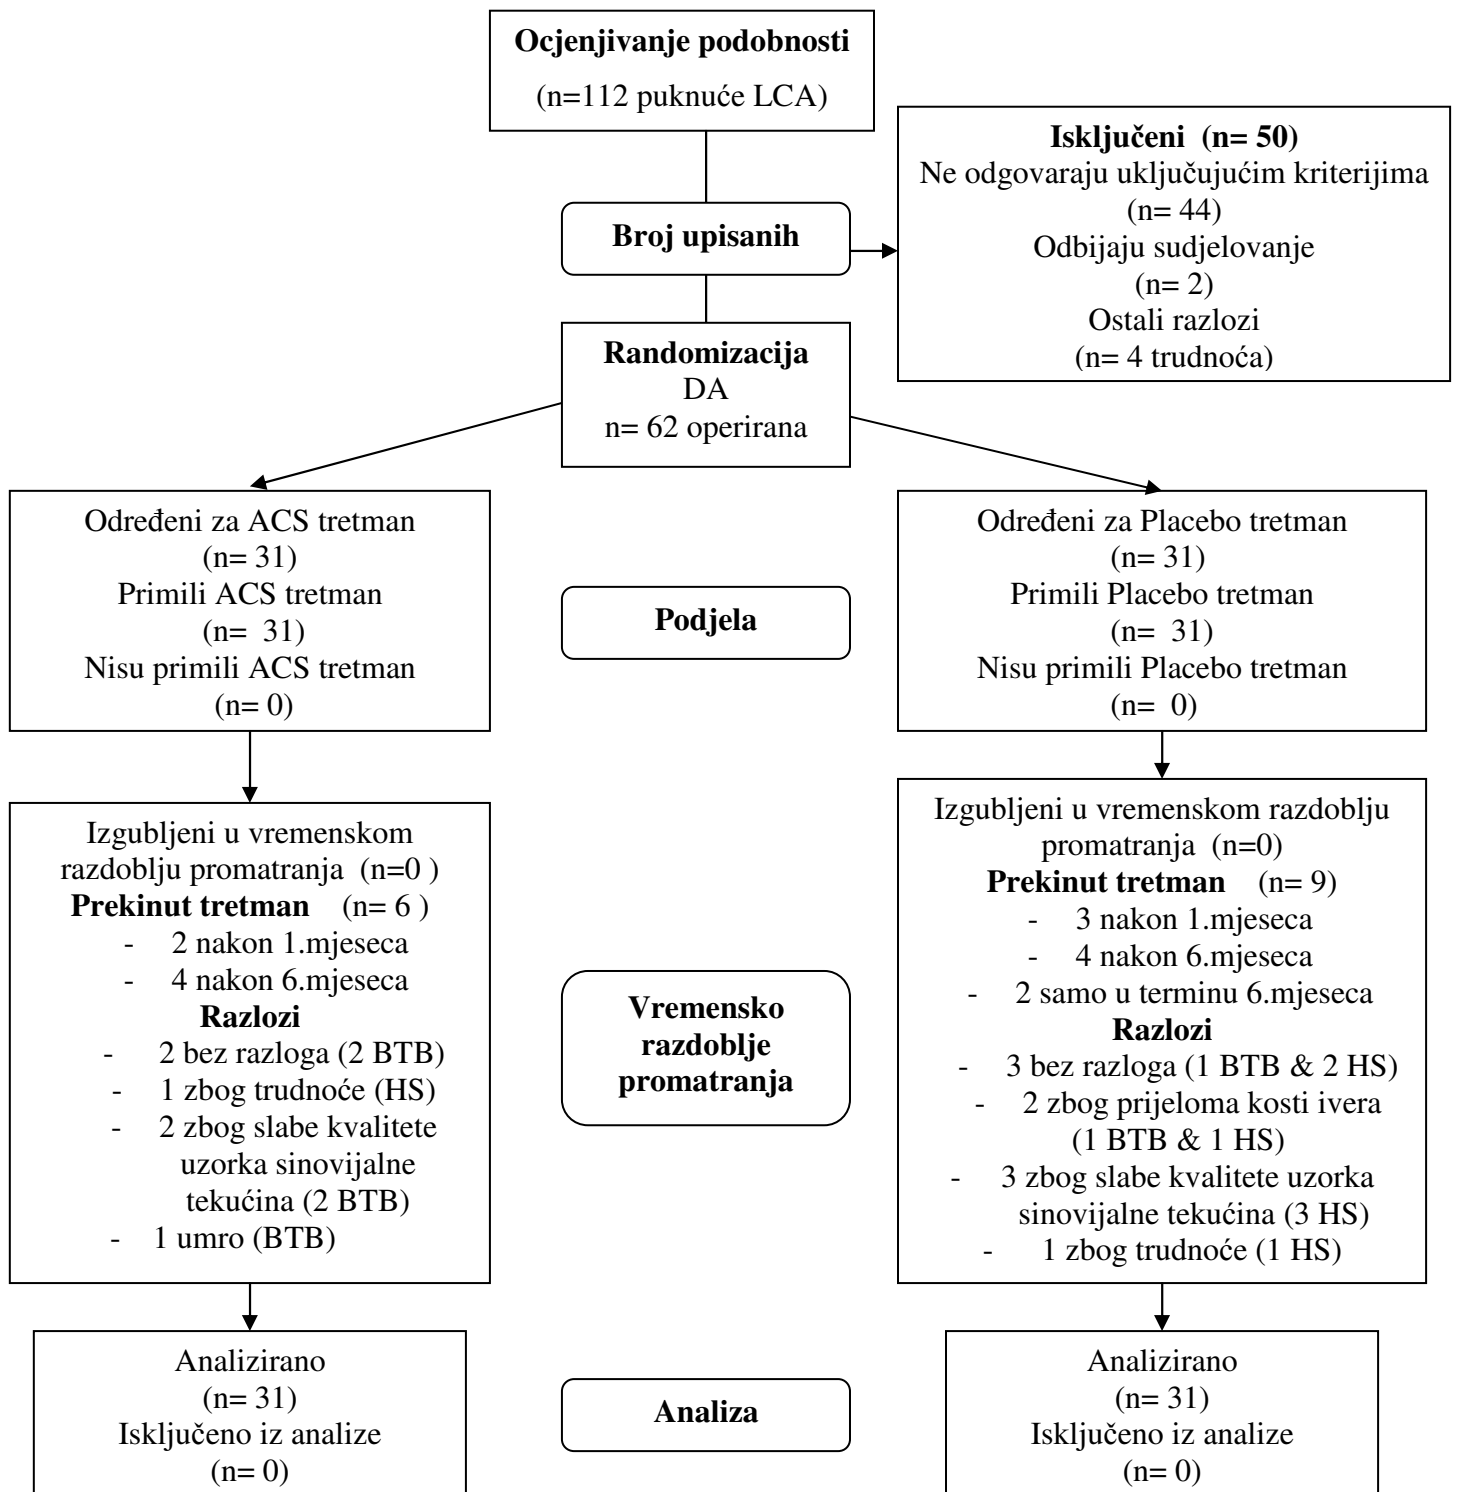 Ocjenjivanje podobnosti
(n=112 puknuće LCA)
Isključeni (n= 50)
Ne odgovaraju uključujućim kriterijima
(n= 44)
Odbijaju sudjelovanje
(n= 2)
Ostali razlozi
(n= 4 trudnoća)
Broj upisanih
Randomizacija
DA
n= 62 operirana
Određeni za ACS tretman
(n= 31)
Primili ACS tretman
(n= 31)
Nisu primili ACS tretman
(n= 0)
Podjela
Određeni za Placebo tretman
(n= 31)
Primili Placebo tretman
(n= 31)
Nisu primili Placebo tretman
(n= 0)
Izgubljeni u vremenskom
razdoblju promatranja (n=0 )
Prekinut tretman (n= 6 )
- 2 nakon 1.mjeseca
- 4 nakon 6.mjeseca
Razlozi
- 2 bez razloga (2 BTB)
- 1 zbog trudnoće (HS)
- 2 zbog slabe kvalitete
uzorka sinovijalne
tekućina (2 BTB)
- 1 umro (BTB)
Vremensko
razdoblje
promatranja
Izgubljeni u vremenskom razdoblju
promatranja (n=0)
Prekinut tretman (n= 9)
- 3 nakon 1.mjeseca
- 4 nakon 6.mjeseca
- 2 samo u terminu 6.mjeseca
Razlozi
- 3 bez razloga (1 BTB & 2 HS)
- 2 zbog prijeloma kosti ivera
(1 BTB & 1 HS)
- 3 zbog slabe kvalitete uzorka
sinovijalne tekućina (3 HS)
- 1 zbog trudnoće (1 HS)
Analizirano
(n= 31)
Isključeno iz analize
(n= 0)
Analiza
Analizirano
(n= 31)
Isključeno iz analize
(n= 0)